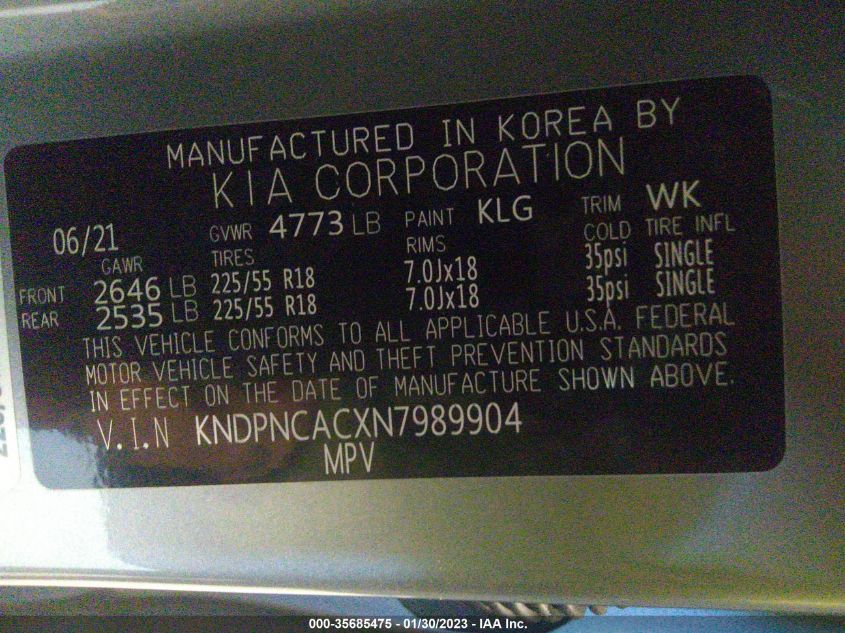 MANUFACTURED IN KOREA BY
KIA CORPORATION
06/21 GVWR 4773 LB PAINT KLG TRIM WK
GAWR TIRES RIMS COLD TIRE INFL
FRONT 2646 LB 225/55 R18 7.0Jx18 35psi SINGLE
REAR 2535 LB 225/55 R18 7.0Jx18 35psi SINGLE
THIS VEHICLE CONFORMS TO ALL APPLICABLE U.S.A. FEDERAL
MOTOR VEHICLE SAFETY AND THEFT PREVENTION STANDARDS
IN EFFECT ON THE DATE OF MANUFACTURE SHOWN ABOVE.
V.I.N KNDPNCACXN7989904
MPV
000-35685475 - 01/30/2023 - IAA Inc.